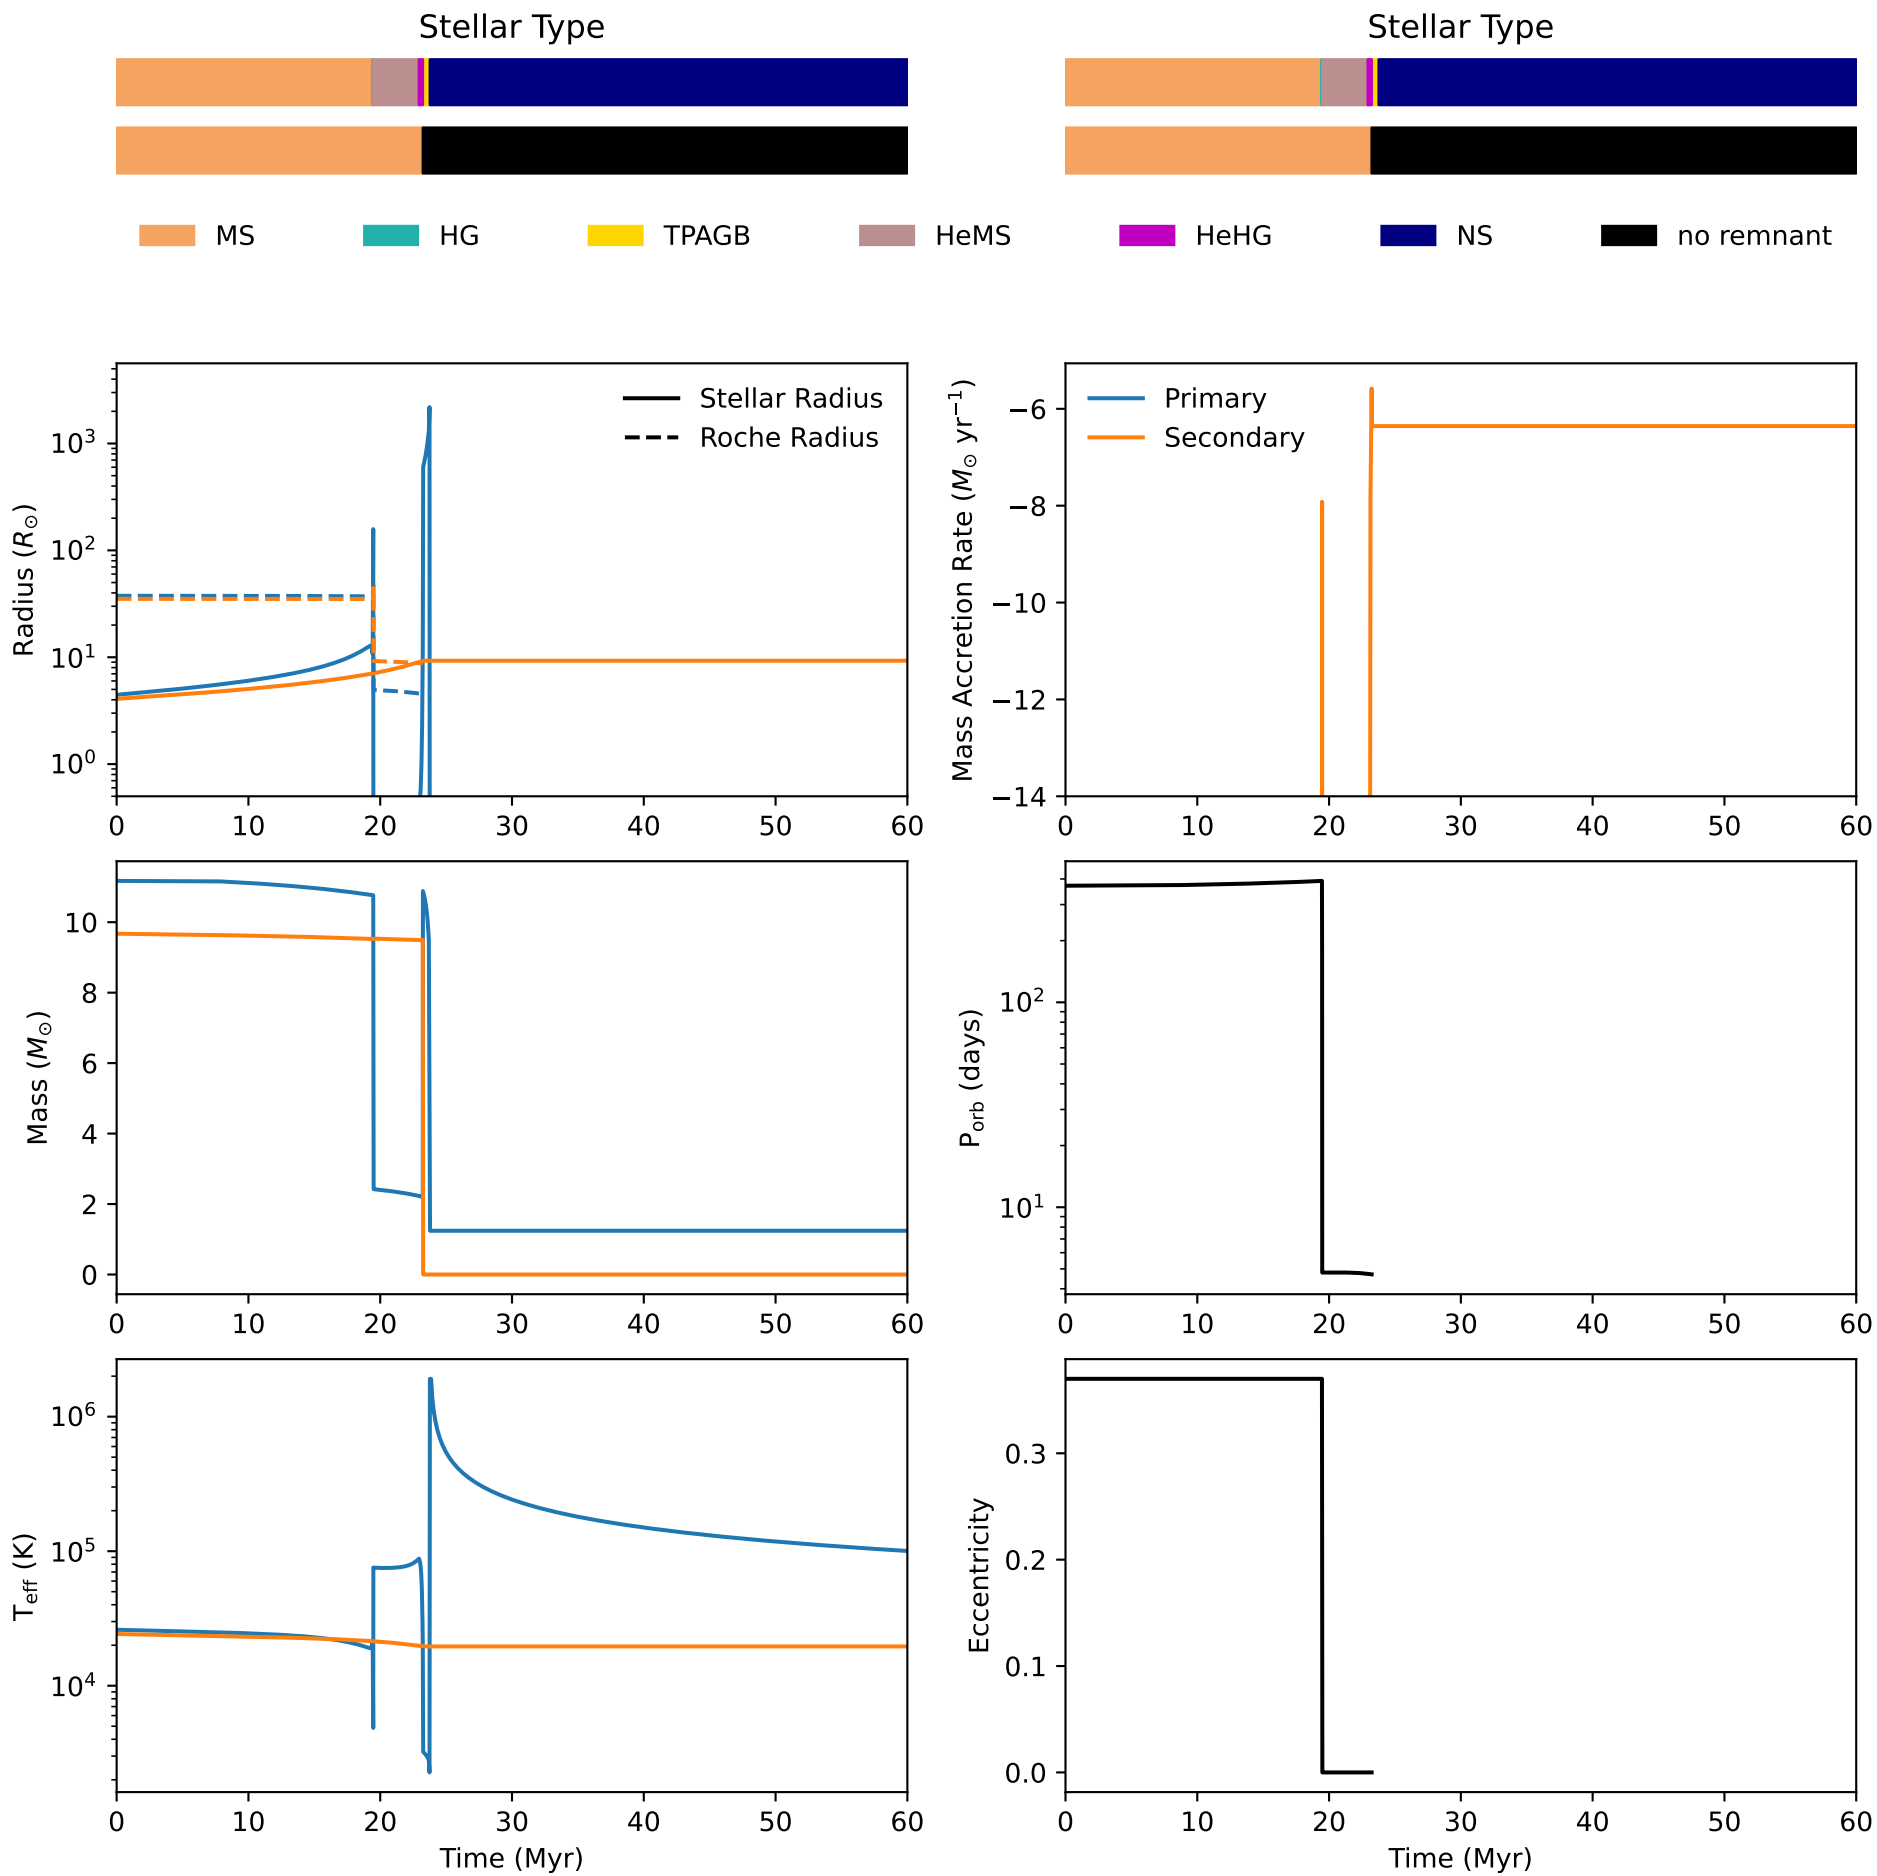 Stellar Type
Stellar Type
MS HG TPAGB HeMS HeHG NS no remnant
Radius (R⊙)
10³
10²
10¹
10⁰
Stellar Radius
Roche Radius
0 10 20 30 40 50 60
Mass Accretion Rate (M⊙ yr⁻¹)
−6
−8
−10
−12
−14
Primary
Secondary
0 10 20 30 40 50 60
Mass (M⊙)
10
8
6
4
2
0
0 10 20 30 40 50 60
P_orb (days)
10²
10¹
0 10 20 30 40 50 60
T_eff (K)
10⁶
10⁵
10⁴
0 10 20 30 40 50 60
Time (Myr)
Eccentricity
0.3
0.2
0.1
0.0
0 10 20 30 40 50 60
Time (Myr)